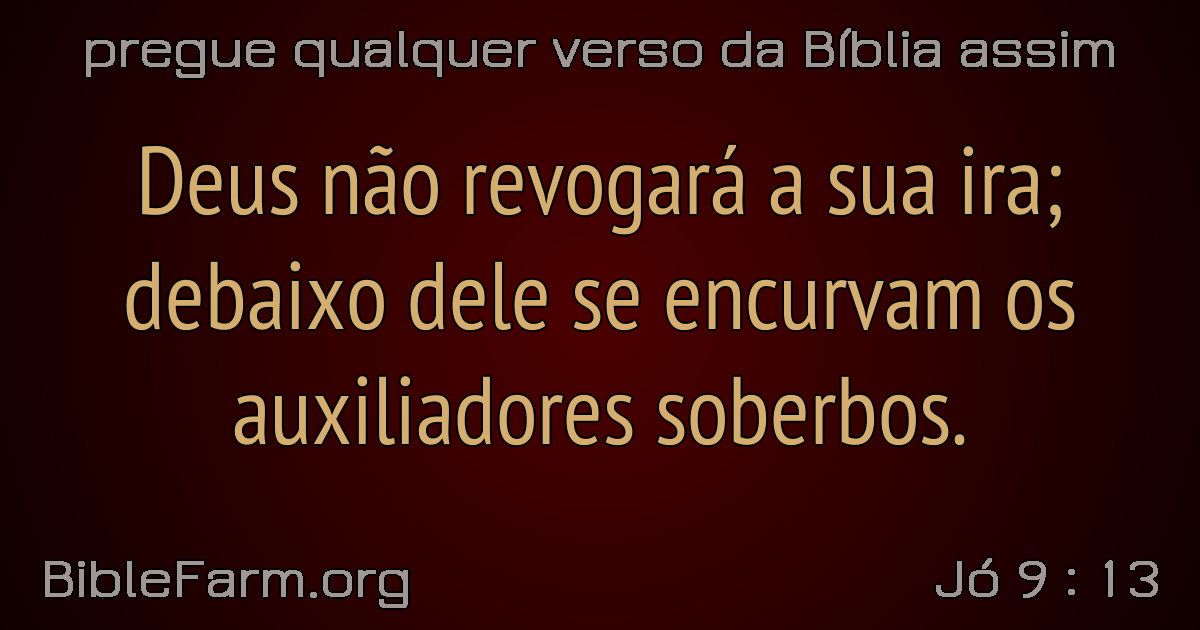 pregue qualquer verso da Bíblia assim
Deus não revogará a sua ira;
debaixo dele se encurvam os
auxiliadores soberbos.
BibleFarm.org
Jó 9 : 13